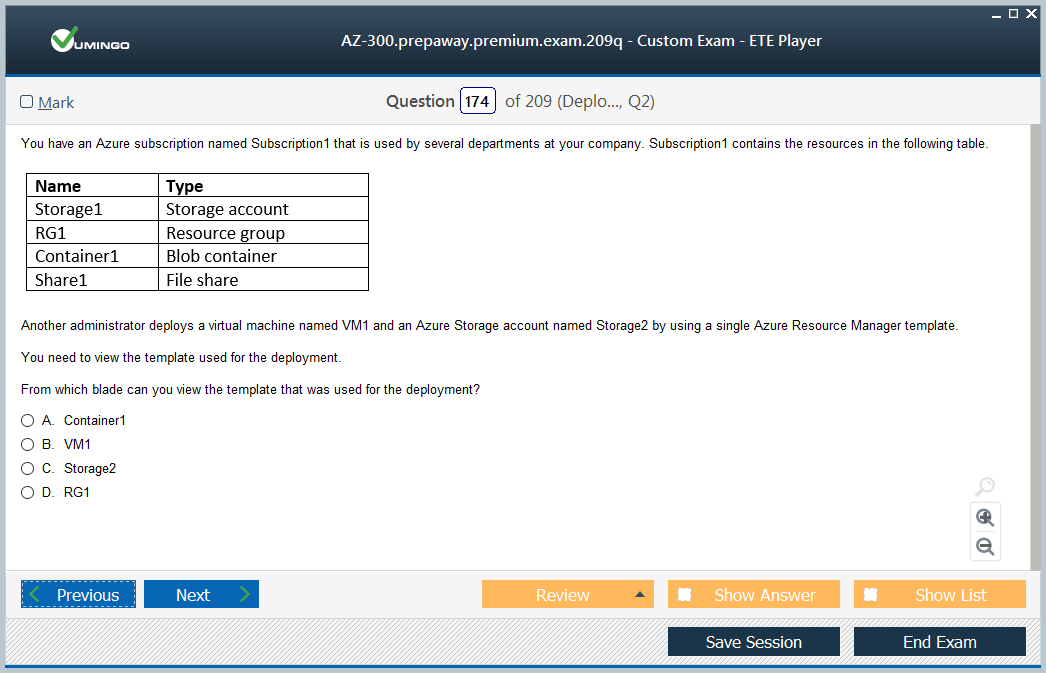 VUMINGO
AZ-300.prepaway.premium.exam.209q - Custom Exam - ETE Player
Mark
Question 174 of 209 (Deplo..., Q2)
You have an Azure subscription named Subscription1 that is used by several departments at your company. Subscription1 contains the resources in the following table.
Name Type
Storage1 Storage account
RG1 Resource group
Container1 Blob container
Share1 File share
Another administrator deploys a virtual machine named VM1 and an Azure Storage account named Storage2 by using a single Azure Resource Manager template.
You need to view the template used for the deployment.
From which blade can you view the template that was used for the deployment?
A. Container1
B. VM1
C. Storage2
D. RG1
Previous Next Review Show Answer Show List
Save Session End Exam